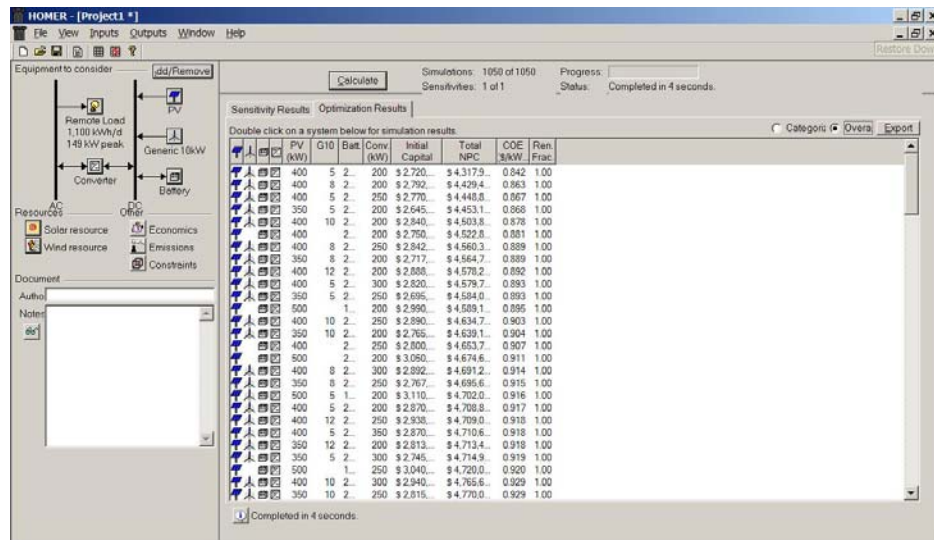 HOMER - [Project1 *]
File View Inputs Outputs Window Help
Restore Dow
Equipment to consider
dd/Remove
Calculate
Simulations: 1050 of 1050
Progress:
Sensitivities: 1 of 1
Status: Completed in 4 seconds.
Remote Load
1,100 kWh/d
149 kW peak
PV
Generic 10kW
Converter
Battery
AC
DC
Resources
Other
Solar resource
Economics
Wind resource
Emissions
Constraints
Document
Autho
Notes
Sensitivity Results
Optimization Results
Double click on a system below for simulation results.
Categoriz
Overa
Export
PV (kW) G10 Batt. Conv. (kW) Initial Capital Total NPC COE ($/kW... Ren. Frac.
400 5 2... 200 $ 2,720,... $ 4,317,9... 0.842 1.00
400 8 2... 200 $ 2,792,... $ 4,429,4... 0.863 1.00
400 5 2... 250 $ 2,770,... $ 4,448,8... 0.867 1.00
350 5 2... 200 $ 2,645,... $ 4,453,1... 0.868 1.00
400 10 2... 200 $ 2,840,... $ 4,503,8... 0.878 1.00
400 2... 200 $ 2,750,... $ 4,522,8... 0.881 1.00
400 8 2... 250 $ 2,842,... $ 4,560,3... 0.889 1.00
350 8 2... 200 $ 2,717,... $ 4,564,7... 0.889 1.00
400 12 2... 200 $ 2,888,... $ 4,578,2... 0.892 1.00
400 5 2... 300 $ 2,820,... $ 4,579,7... 0.893 1.00
350 5 2... 250 $ 2,695,... $ 4,584,0... 0.893 1.00
500 1... 200 $ 2,990,... $ 4,589,1... 0.895 1.00
400 10 2... 250 $ 2,890,... $ 4,634,7... 0.903 1.00
350 10 2... 200 $ 2,765,... $ 4,639,1... 0.904 1.00
400 2... 250 $ 2,800,... $ 4,653,7... 0.907 1.00
500 2... 200 $ 3,050,... $ 4,674,6... 0.911 1.00
400 8 2... 300 $ 2,892,... $ 4,691,2... 0.914 1.00
350 8 2... 250 $ 2,767,... $ 4,695,6... 0.915 1.00
500 5 1... 200 $ 3,110,... $ 4,702,0... 0.916 1.00
400 5 2... 200 $ 2,870,... $ 4,708,8... 0.917 1.00
400 12 2... 250 $ 2,938,... $ 4,709,0... 0.918 1.00
400 5 2... 350 $ 2,870,... $ 4,710,6... 0.918 1.00
350 12 2... 200 $ 2,813,... $ 4,713,4... 0.918 1.00
350 5 2... 300 $ 2,745,... $ 4,714,9... 0.919 1.00
500 1... 250 $ 3,040,... $ 4,720,0... 0.920 1.00
400 10 2... 300 $ 2,940,... $ 4,765,6... 0.929 1.00
350 10 2... 250 $ 2,815,... $ 4,770,0... 0.929 1.00
Completed in 4 seconds.